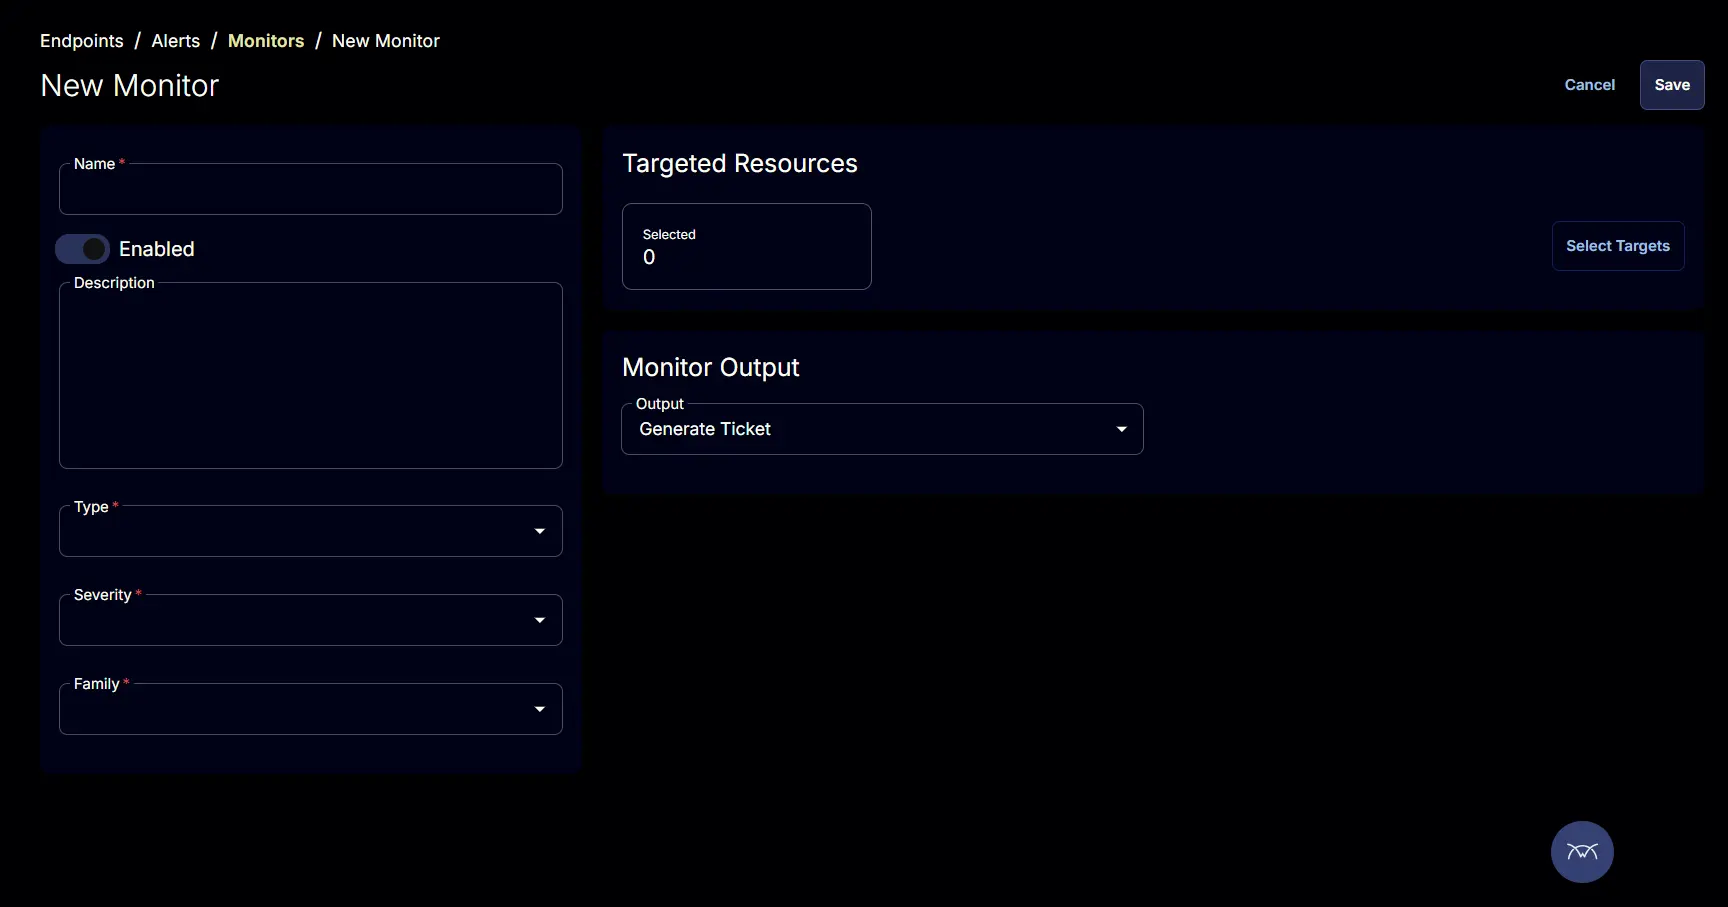 Endpoints / Alerts / Monitors / New Monitor
New Monitor
Cancel
Save
Name *
Enabled
Description
Type *
Severity *
Family *
Targeted Resources
Selected
0
Select Targets
Monitor Output
Output
Generate Ticket